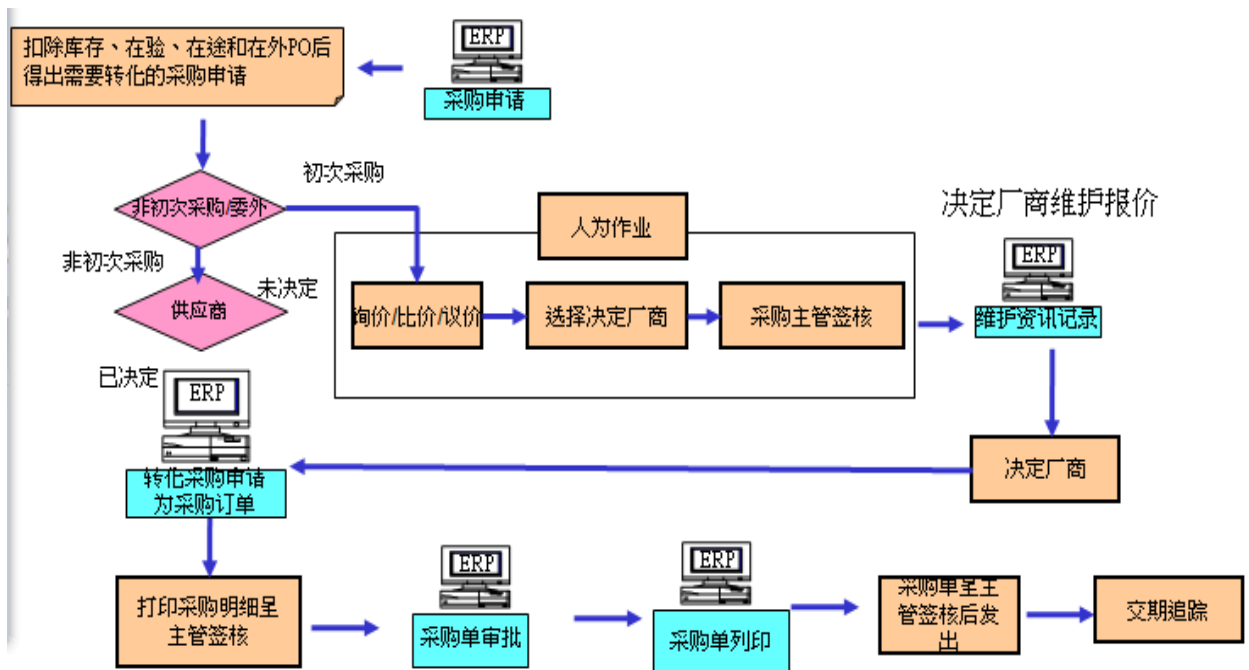 扣除库存、在验、在途和在外PO后
得出需要转化的采购申请
ERP
采购申请
初次采购
非初次采购/委外
人为作业
决定厂商维护报价
ERP
非初次采购
未决定
供应商
询价/比价/议价
选择决定厂商
采购主管签核
维护资讯记录
已决定
ERP
转化采购申请
为采购订单
决定厂商
ERP
ERP
打印采购明细呈
主管签核
采购单审批
采购单列印
采购单呈主
管签核后发
出
交期追踪